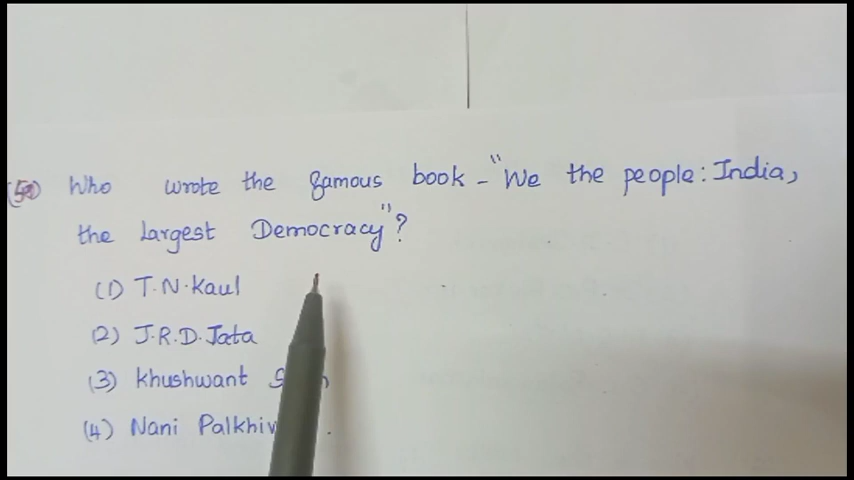 (50) Who wrote the famous book - "We the people: India,
the Largest Democracy"?
(1) T.N.Kaul
(2) J.R.D.Tata
(3) Khushwant
(4) Nani